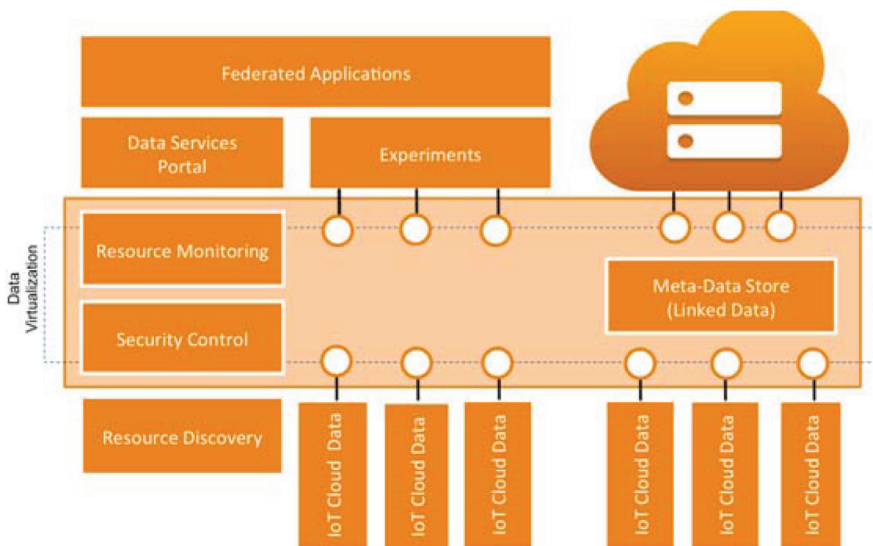 Federated Applications
Data Services
Portal
Experiments
Data
Virtualization
Resource Monitoring
Meta-Data Store
(Linked Data)
Security Control
Resource Discovery
IoT Cloud Data
IoT Cloud Data
IoT Cloud Data
IoT Cloud Data
IoT Cloud Data
IoT Cloud Data